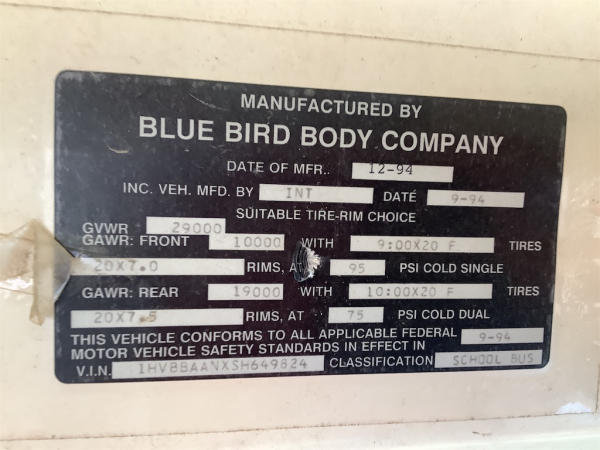 MANUFACTURED BY
BLUE BIRD BODY COMPANY
DATE OF MFR.. 12-94
INC. VEH. MFD. BY INT DATE 9-94
SUITABLE TIRE-RIM CHOICE
GVWR 29000
GAWR: FRONT 10000 WITH 9:00X20 F TIRES
20X7.0 RIMS, AT 95 PSI COLD SINGLE
GAWR: REAR 19000 WITH 10:00X20 F TIRES
20X7.5 RIMS, AT 75 PSI COLD DUAL
THIS VEHICLE CONFORMS TO ALL APPLICABLE FEDERAL 9-94
MOTOR VEHICLE SAFETY STANDARDS IN EFFECT IN
V.I.N. 1HVBBAANXSH649824 CLASSIFICATION SCHOOL BUS